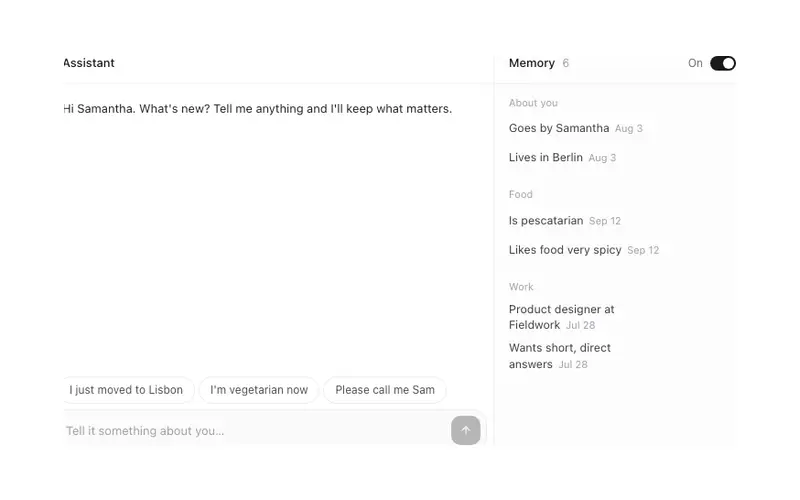 Assistant
Hi Samantha. What's new? Tell me anything and I'll keep what matters.
I just moved to Lisbon
I'm vegetarian now
Please call me Sam
Tell it something about you...
Memory 6
On
About you
Goes by Samantha Aug 3
Lives in Berlin Aug 3
Food
Is pescatarian Sep 12
Likes food very spicy Sep 12
Work
Product designer at
Fieldwork Jul 28
Wants short, direct
answers Jul 28